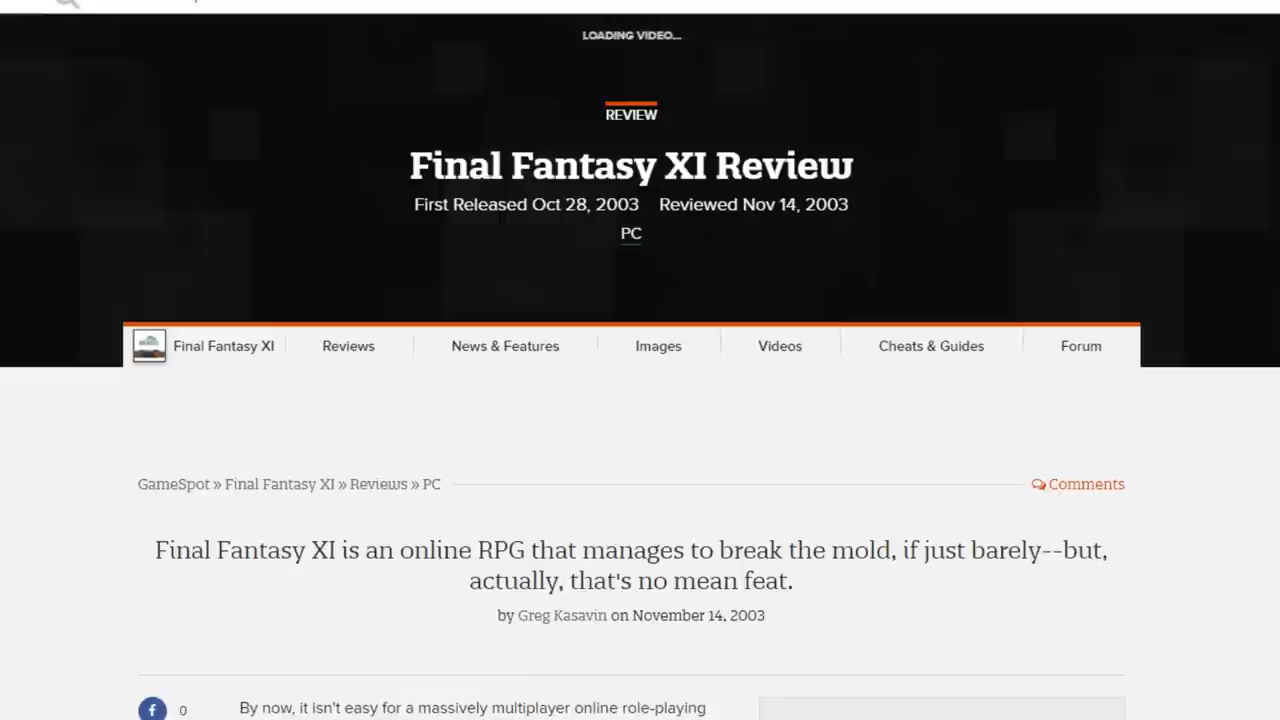 LOADING VIDEO...
REVIEW
Final Fantasy XI Review
First Released Oct 28, 2003 Reviewed Nov 14, 2003
PC
Final Fantasy XI Reviews News & Features Images Videos Cheats & Guides Forum
GameSpot » Final Fantasy XI » Reviews » PC Comments
Final Fantasy XI is an online RPG that manages to break the mold, if just barely--but,
actually, that's no mean feat.
by Greg Kasavin on November 14, 2003
f 0 By now, it isn't easy for a massively multiplayer online role-playing